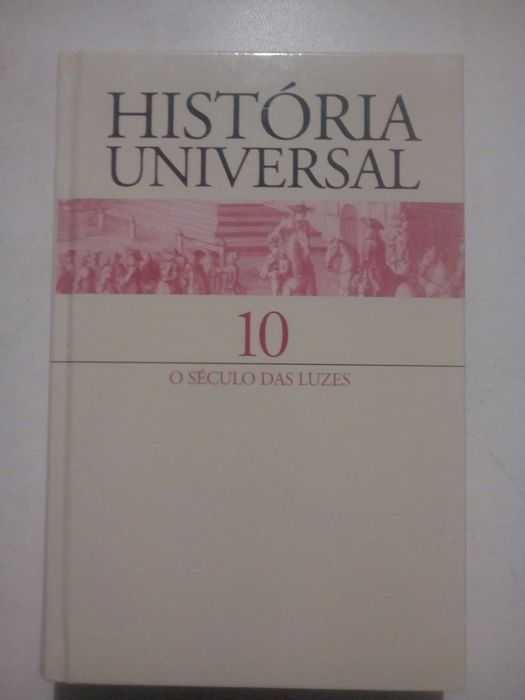 HISTÓRIA
UNIVERSAL
10
O SÉCULO DAS LUZES